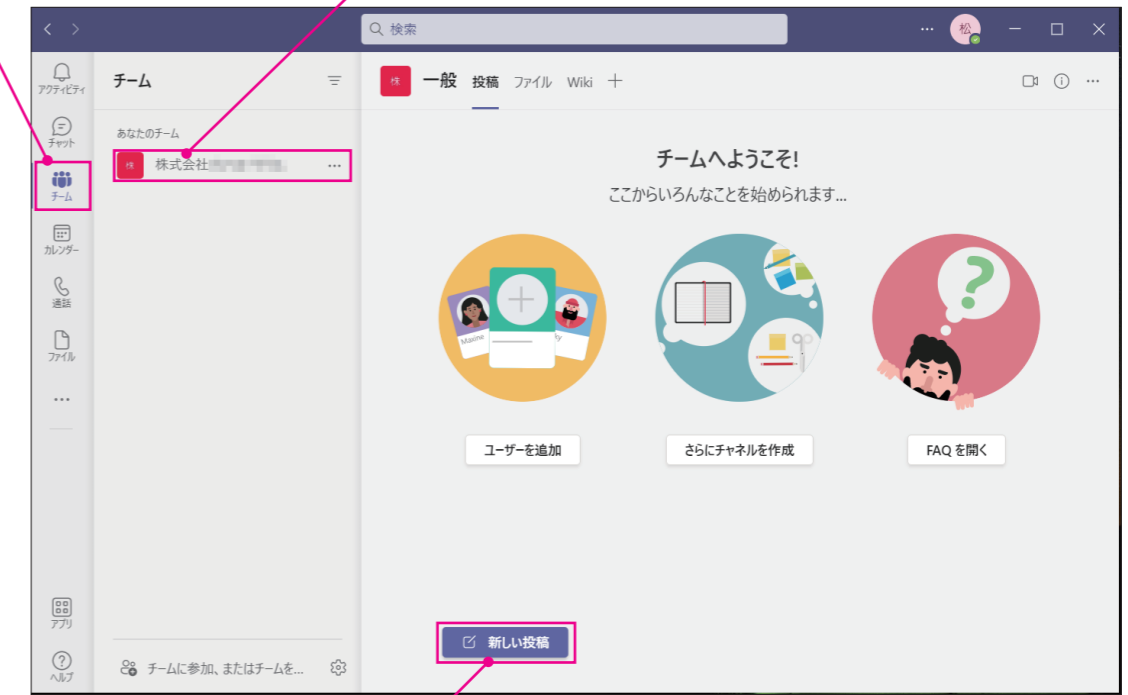 検索
松
アクティビティ
チャット
チーム
カレンダー
通話
ファイル
アプリ
ヘルプ
チーム
あなたのチーム
株 株式会社
チームに参加、またはチームを...
株 一般 投稿 ファイル Wiki
チームへようこそ!
ここからいろんなことを始められます...
Maxine
ユーザーを追加
さらにチャネルを作成
FAQ を開く
新しい投稿